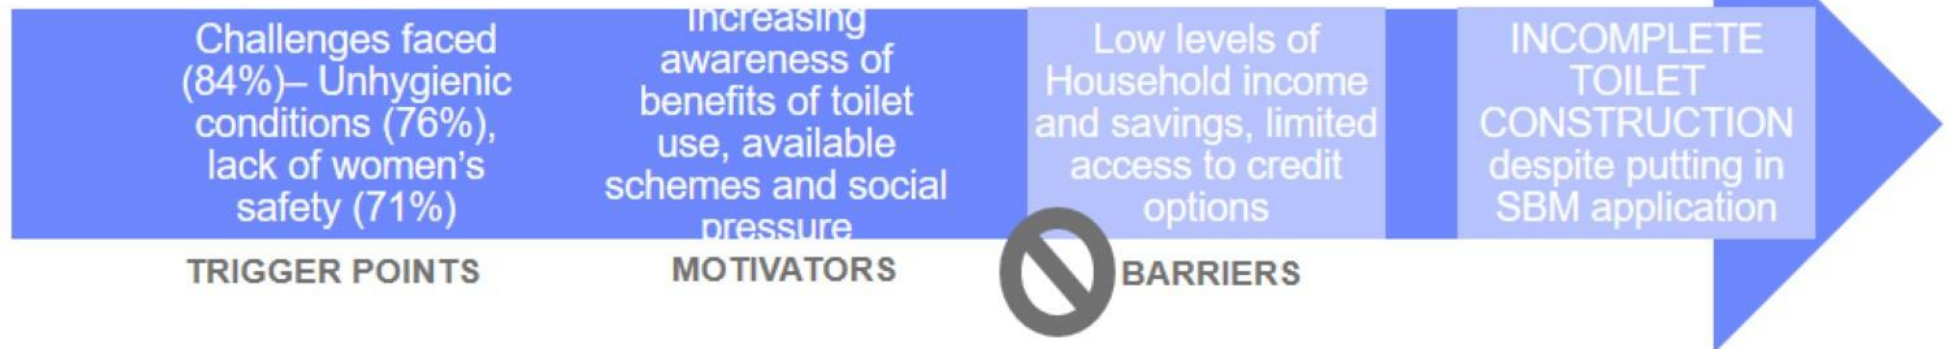 Challenges faced
(84%)– Unhygienic
conditions (76%),
lack of women's
safety (71%)
TRIGGER POINTS
Increasing
awareness of
benefits of toilet
use, available
schemes and social
pressure
MOTIVATORS
Low levels of
Household income
and savings, limited
access to credit
options
BARRIERS
INCOMPLETE
TOILET
CONSTRUCTION
despite putting in
SBM application